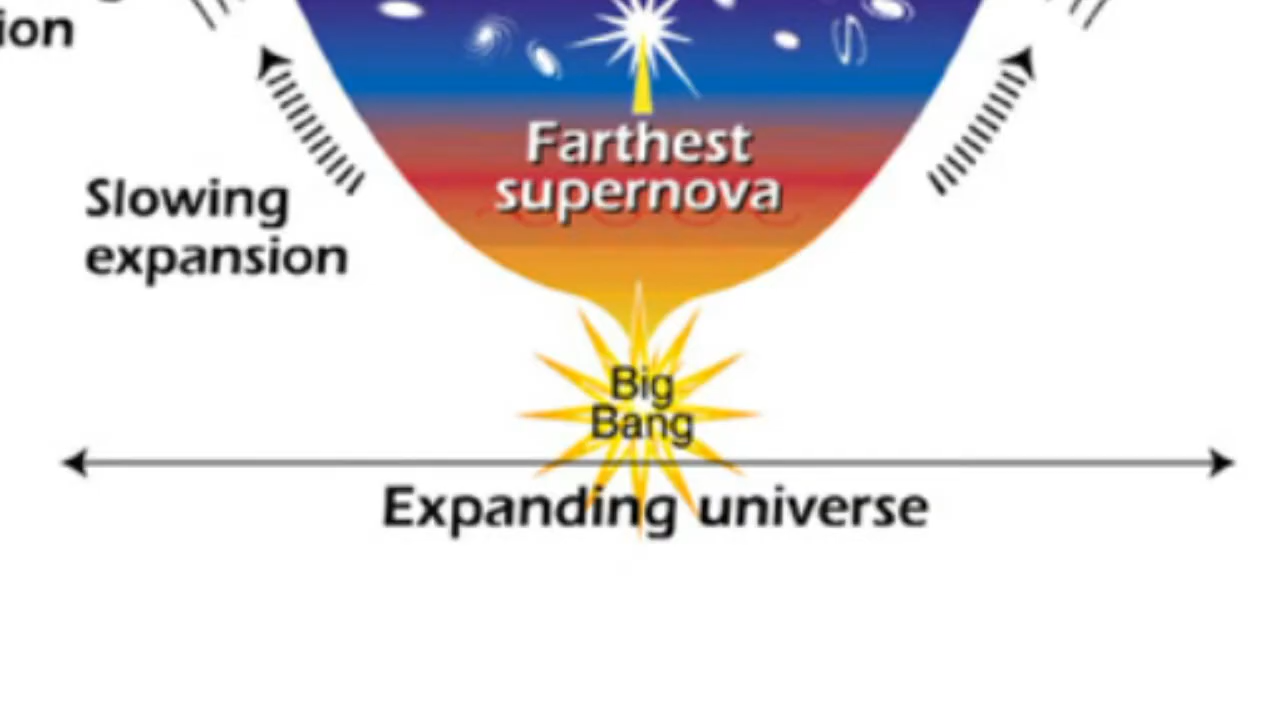 ion
Farthest
supernova
Slowing
expansion
Big
Bang
Expanding universe